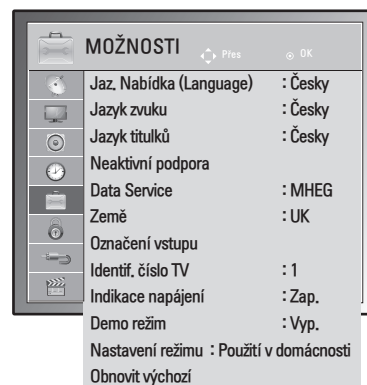 MOŽNOSTI Přes OK
Jaz. Nabídka (Language) : Česky
Jazyk zvuku : Česky
Jazyk titulků : Česky
Neaktivní podpora
Data Service : MHEG
Země : UK
Označení vstupu
Identif. číslo TV : 1
Indikace napájení : Zap.
Demo režim : Vyp.
Nastavení režimu : Použití v domácnosti
Obnovit výchozí